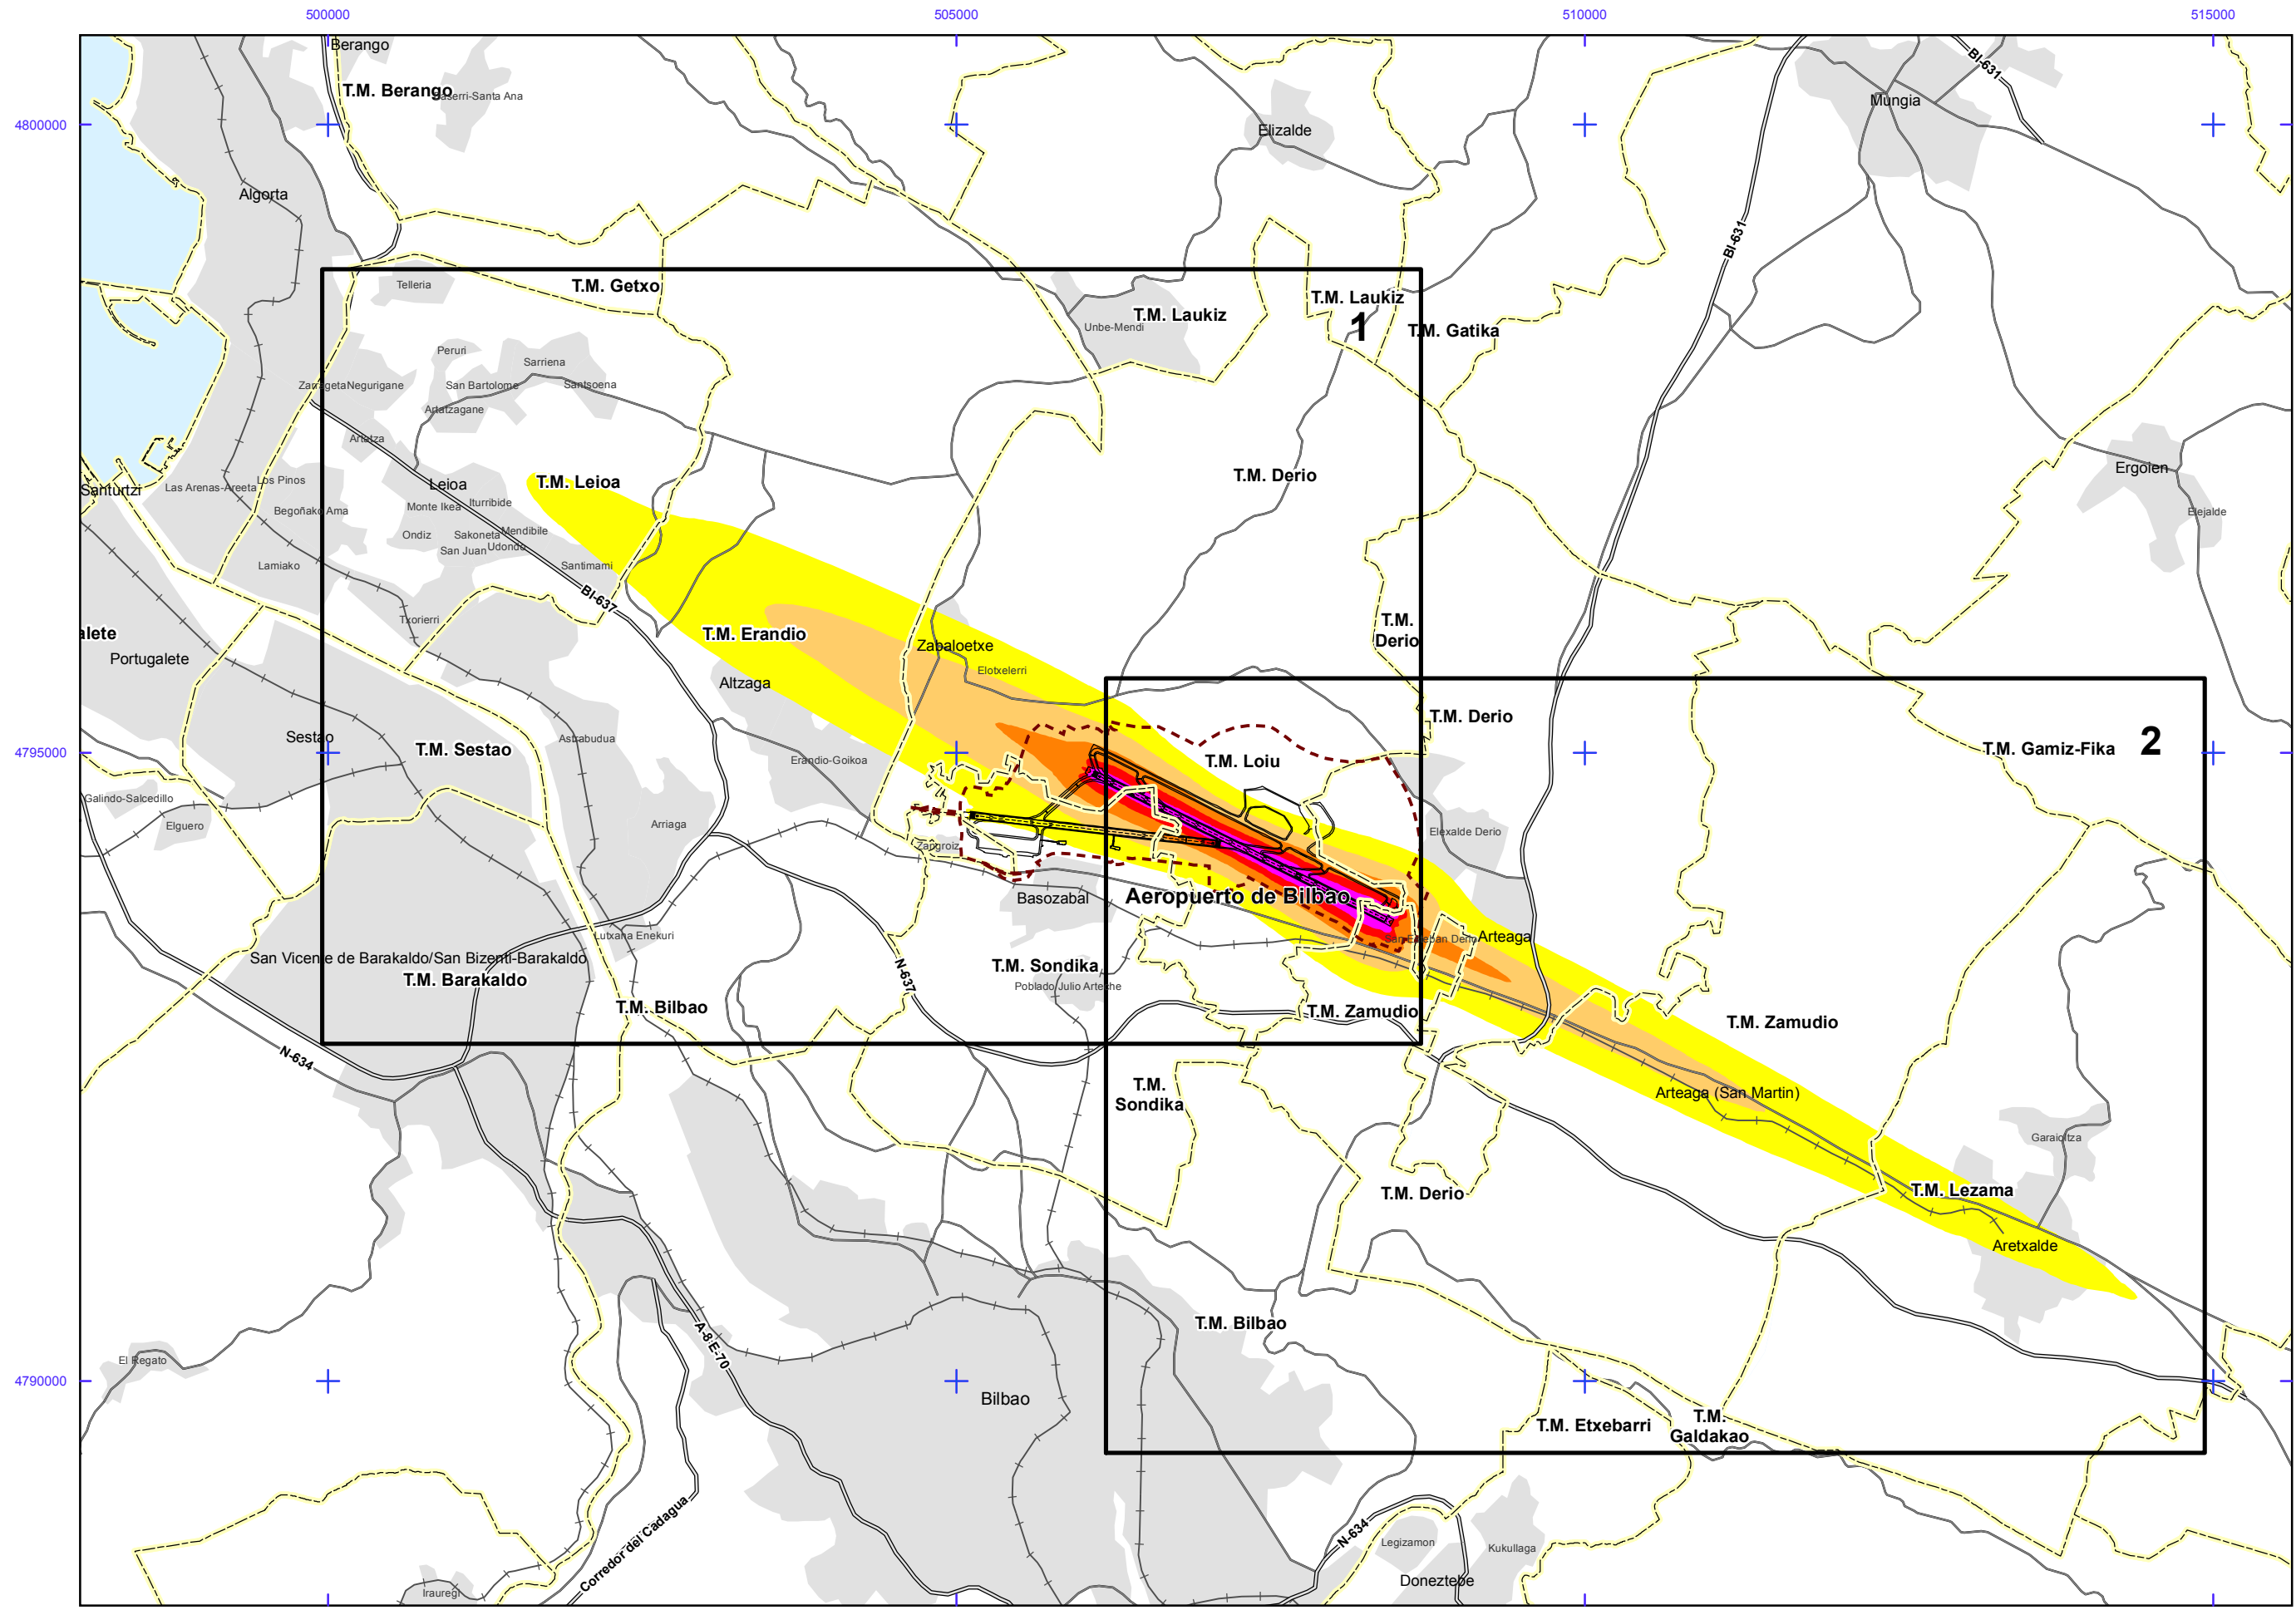 500000
505000
510000
515000
Berango
BI-631
T.M. Berango
Mungia
4800000
Elizalde
Algorta
BI-631
Telleria
T.M. Getxo
T.M. Laukiz
T.M. Laukiz
Unbe-Mendi
1
T.M. Gatika
Peruri
Sarriena
Negurigane
San Bartolome
Santsoena
Artatzagane
Artatza
Ergoien
T.M. Derio
Santurtzi
Las Arenas-Areeta
Los Pinos
Leioa
T.M. Leioa
Monte Ikea
Iturribide
Begoñako Ama
Elejalde
Ondiz
Sakoneta
Mendibile
San Juan
Udondo
Lamiako
Santimami
BI-637
Txorierri
T.M.
Derio
alete
T.M. Erandio
Zabaloetxe
Portugalete
Elotxelerri
Altzaga
T.M. Derio
Sestao
T.M. Sestao
Astrabudua
4795000
T.M. Gamiz-Fika
2
Erandio-Goikoa
T.M. Loiu
Galindo-Salcedillo
Elguero
Arriaga
Elexalde Derio
Zangroiz
Basozabal
Aeropuerto de Bilbao
Lutxana Enekuri
San Esteban Derio
Arteaga
San Vicente de Barakaldo/San Bizenti-Barakaldo
T.M. Barakaldo
N-637
T.M. Sondika
Poblado Julio Arteche
T.M. Bilbao
T.M. Zamudio
T.M. Zamudio
N-634
T.M.
Sondika
Arteaga (San Martin)
Garaioltza
T.M. Derio
T.M. Lezama
Aretxalde
T.M. Bilbao
A-8 E-70
El Regato
4790000
Bilbao
T.M. Etxebarri
T.M.
Galdakao
Corredor del Cadagua
N-634
Legizamon
Kukullaga
Doneztebe
Irauregi